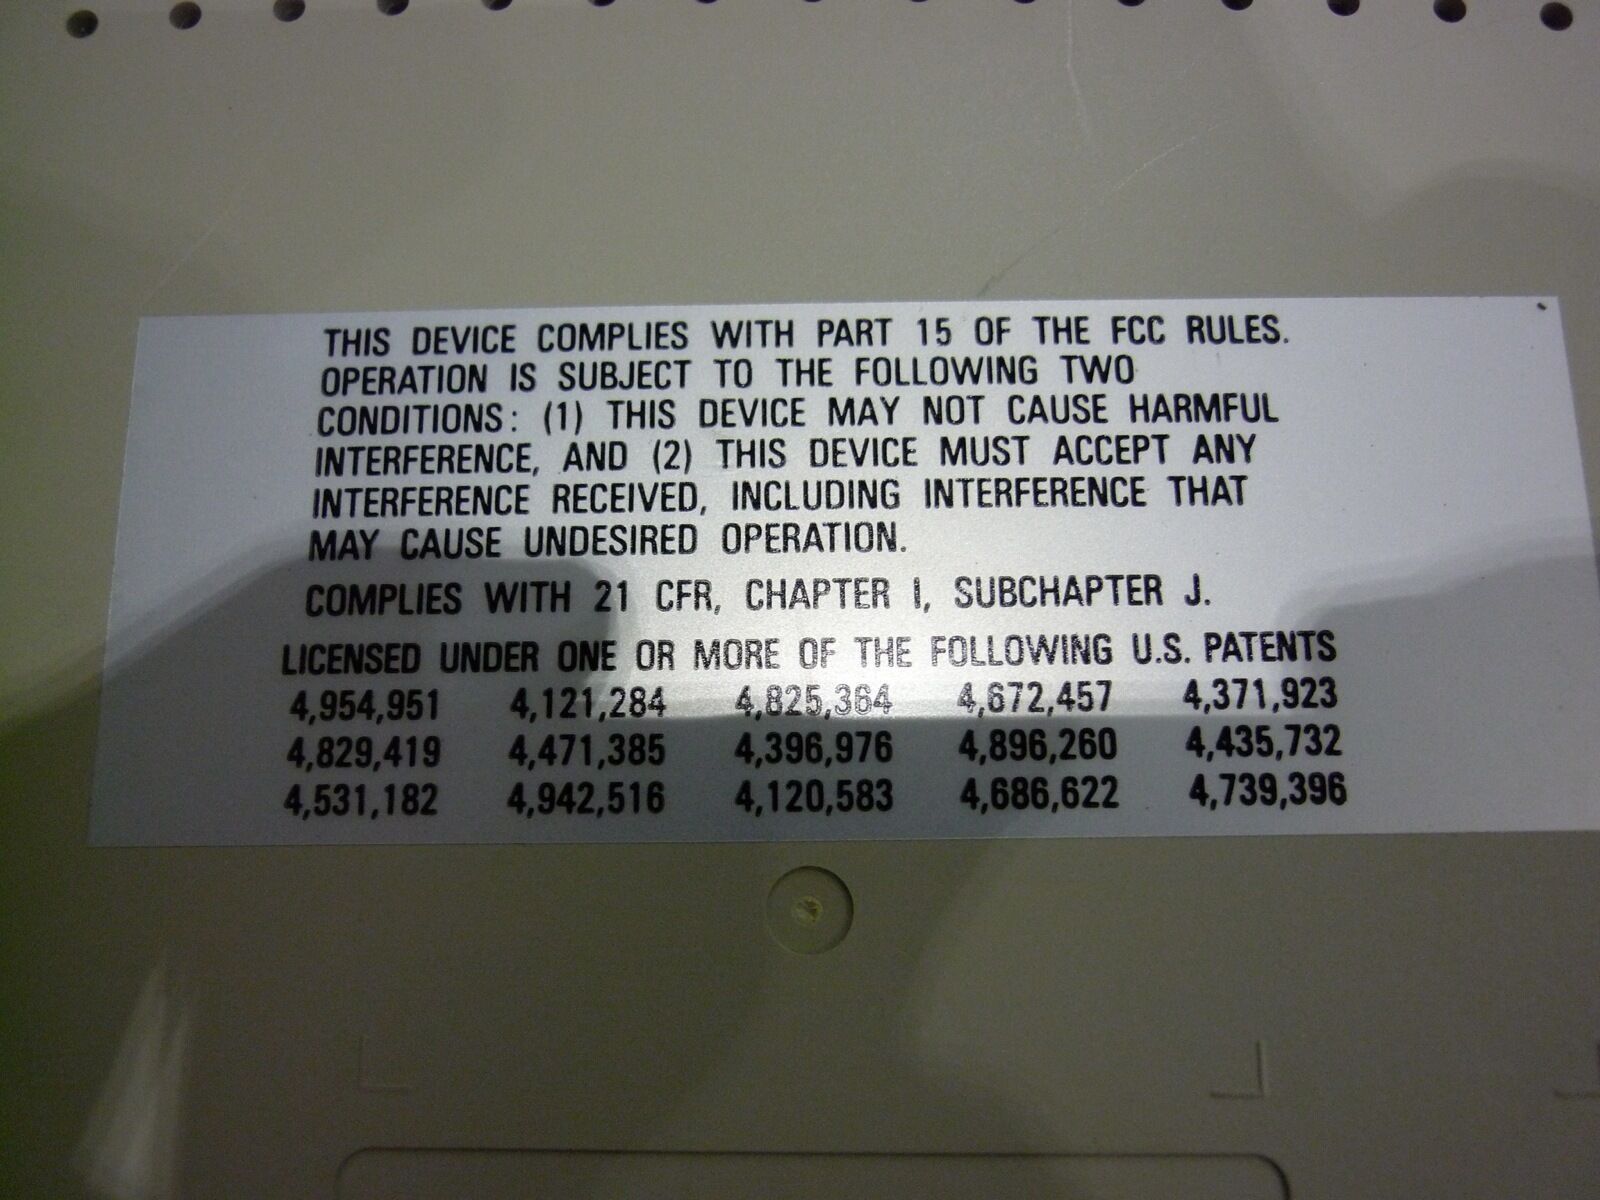 THIS DEVICE COMPLIES WITH PART 15 OF THE FCC RULES.
OPERATION IS SUBJECT TO THE FOLLOWING TWO
CONDITIONS: (1) THIS DEVICE MAY NOT CAUSE HARMFUL
INTERFERENCE, AND (2) THIS DEVICE MUST ACCEPT ANY
INTERFERENCE RECEIVED, INCLUDING INTERFERENCE THAT
MAY CAUSE UNDESIRED OPERATION.
COMPLIES WITH 21 CFR, CHAPTER I, SUBCHAPTER J.
LICENSED UNDER ONE OR MORE OF THE FOLLOWING U.S. PATENTS
4,954,951 4,121,284 4,825,364 4,672,457 4,371,923
4,829,419 4,471,385 4,396,976 4,896,260 4,435,732
4,531,182 4,942,516 4,120,583 4,686,622 4,739,396